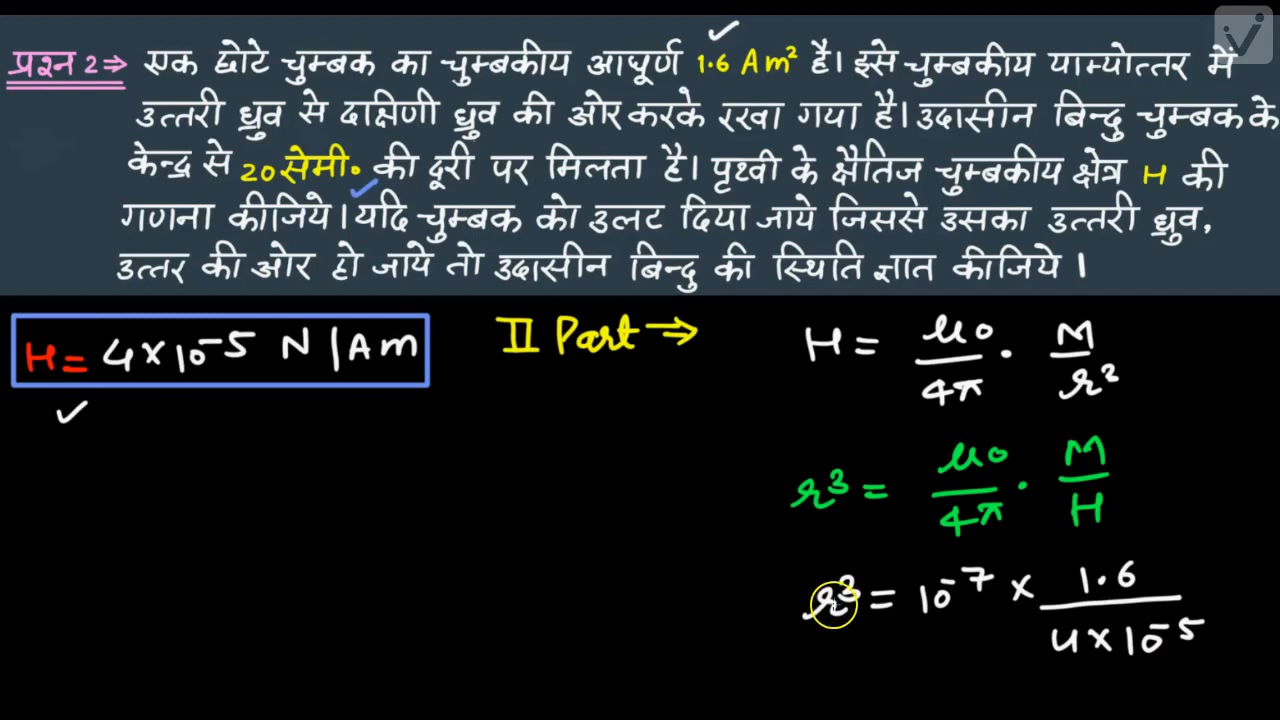 प्रश्न 2⇒ एक छोटे चुम्बक का चुम्बकीय आघूर्ण 1.6 Am² है। इसे चुम्बकीय याम्योत्तर में
उत्तरी ध्रुव से दक्षिणी ध्रुव की ओर करके रखा गया है। उदासीन बिन्दु चुम्बक के
केन्द्र से 20 सेमी० की दूरी पर मिलता है। पृथ्वी के क्षैतिज चुम्बकीय क्षेत्र H की
गणना कीजिये। यदि चुम्बक को उलट दिया जाये जिससे उसका उत्तरी ध्रुव,
उत्तर की ओर हो जाये तो उदासीन बिन्दु की स्थिति ज्ञात कीजिये।
H = 4×10⁻⁵ N/Am
II Part →
H = μ₀/4π · M/r²
r³ = μ₀/4π · M/H
r³ = 10⁻⁷ × 1.6/4×10⁻⁵